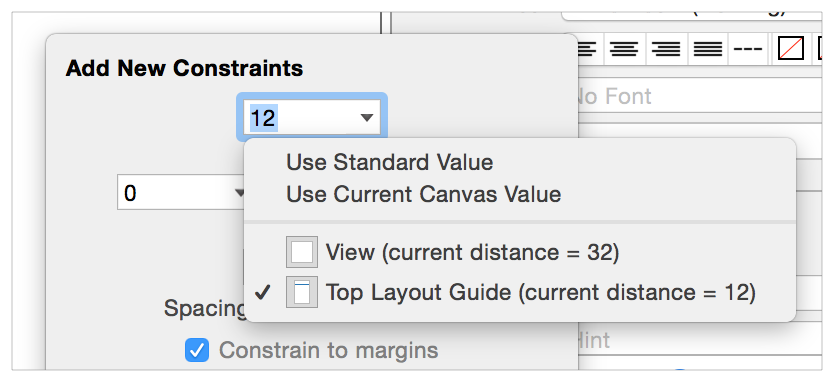 Add New Constraints
12
No Font
Use Standard Value
0
Use Current Canvas Value
View (current distance = 32)
Top Layout Guide (current distance = 12)
Spacing
Hint
Constrain to margins